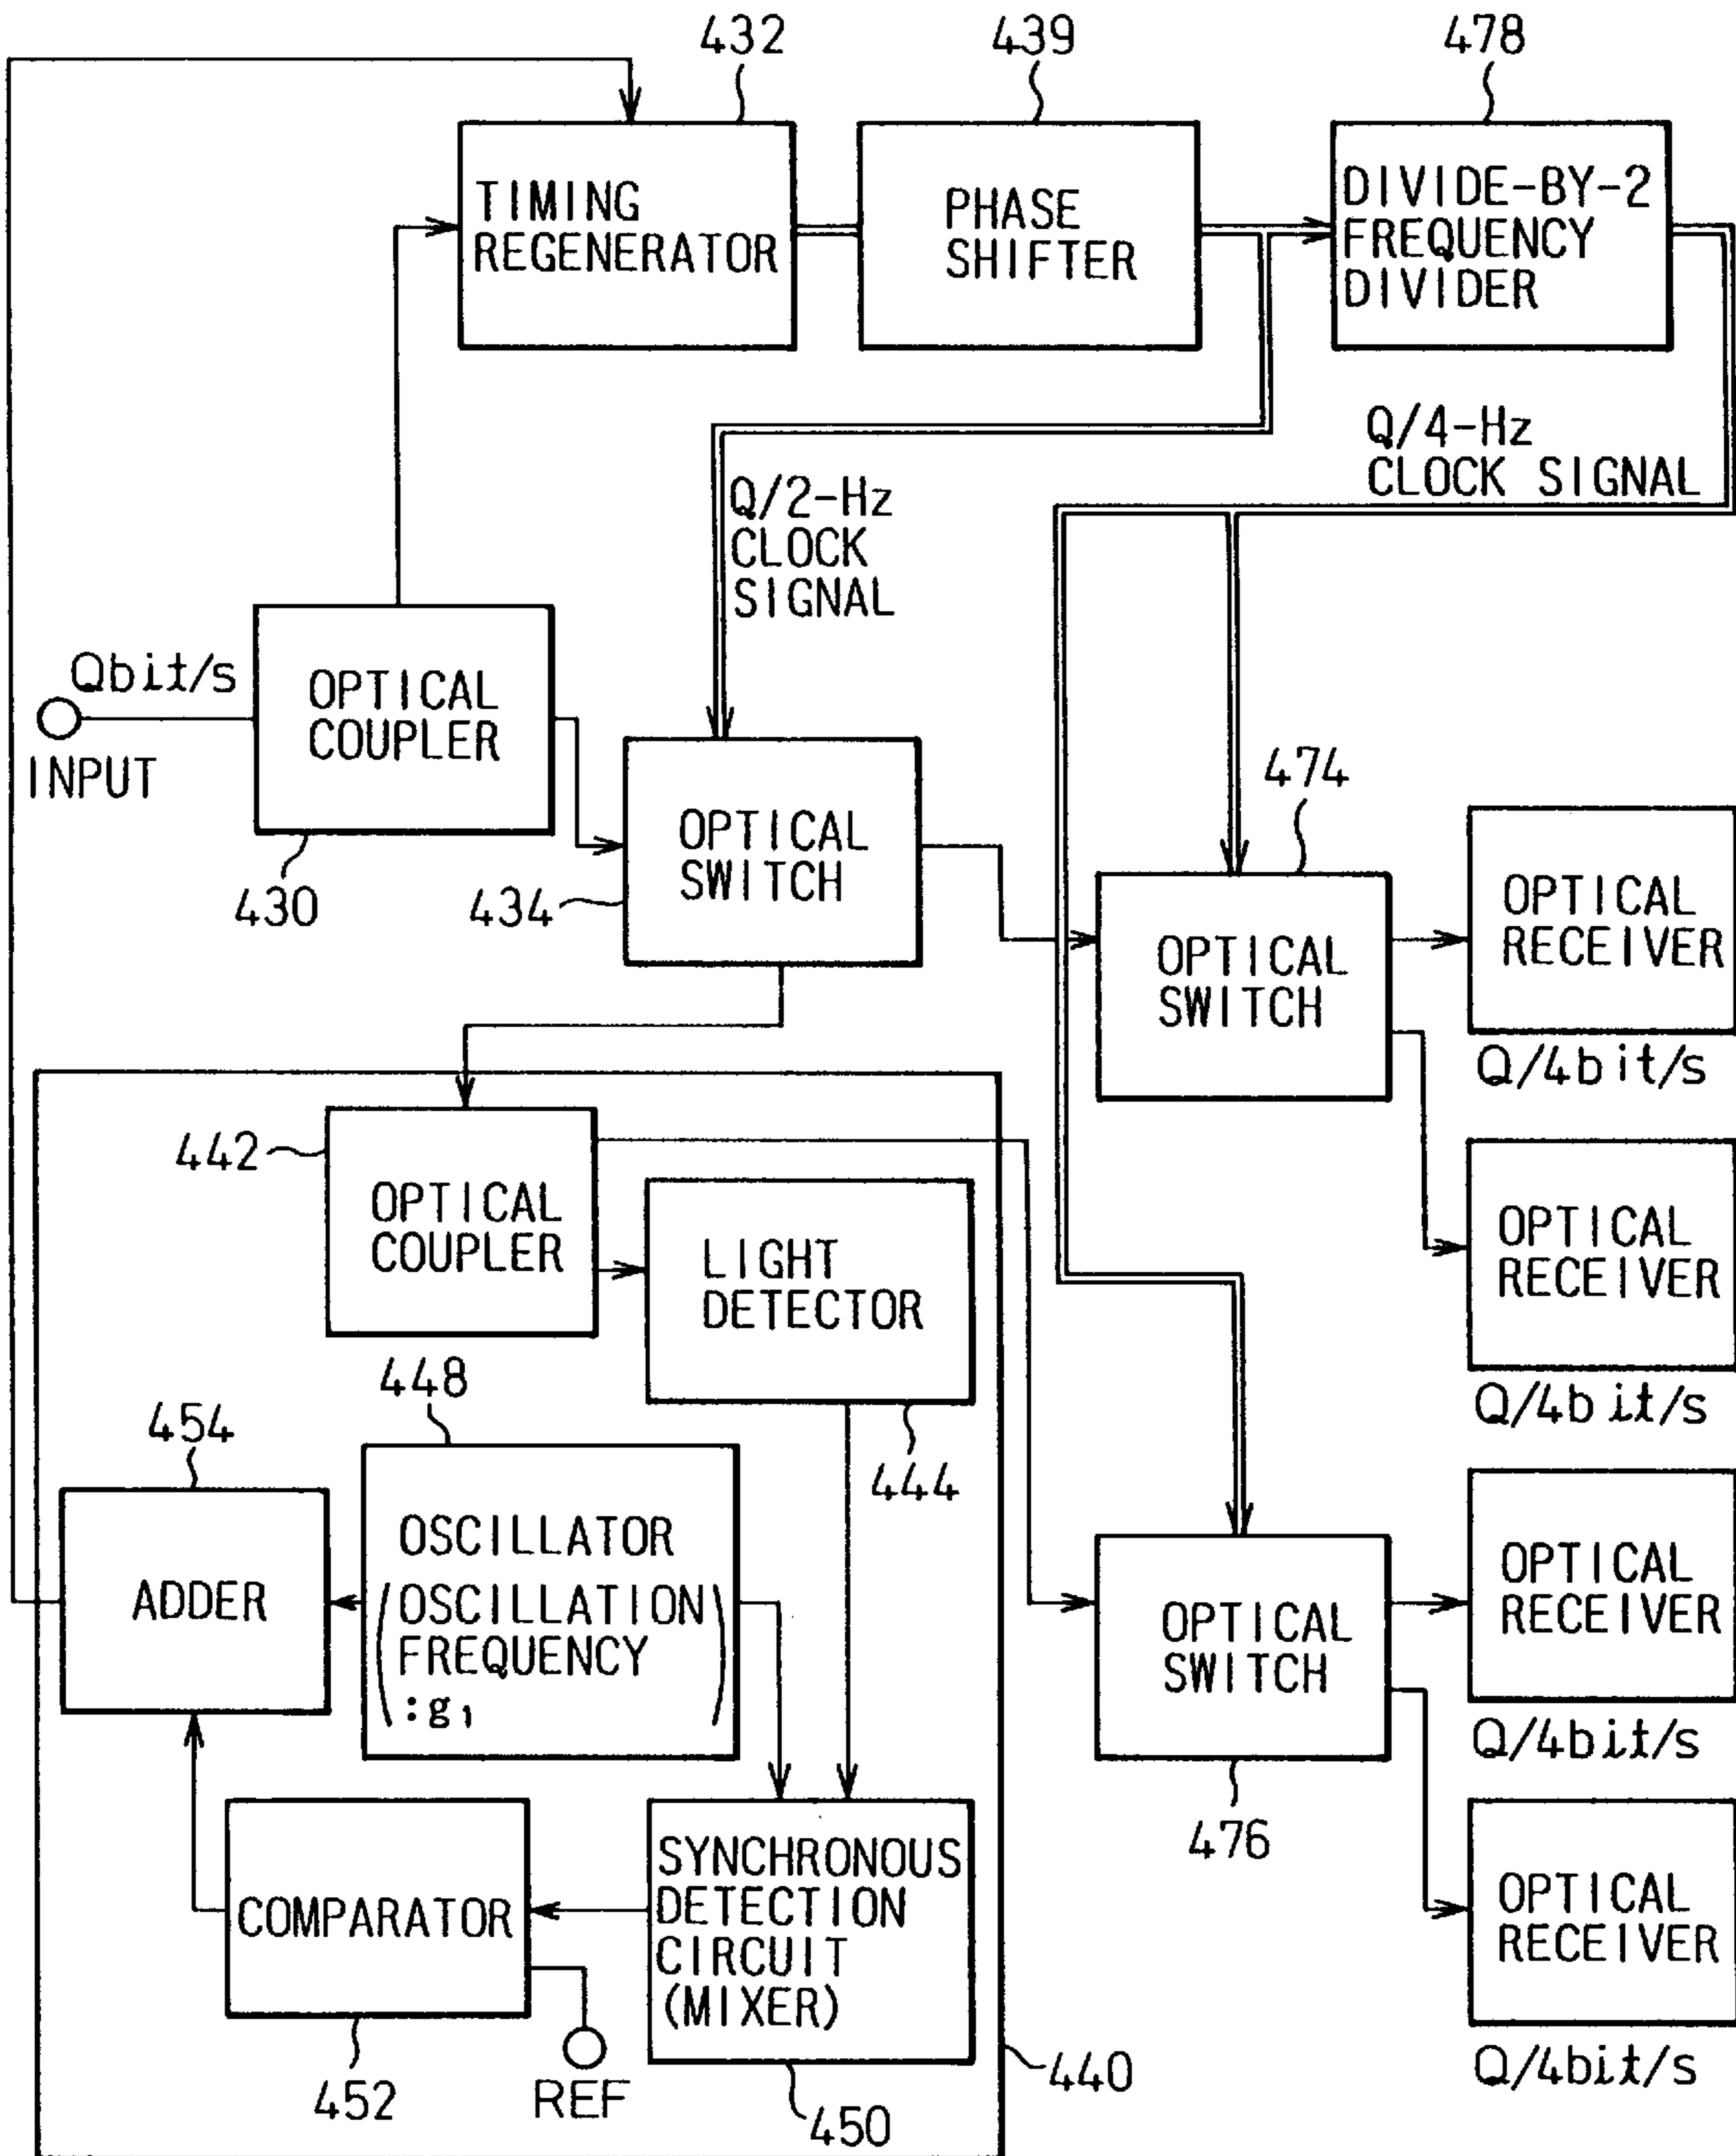 432
439
478
TIMING
REGENERATOR
PHASE
SHIFTER
DIVIDE-BY-2
FREQUENCY
DIVIDER
Q/2-Hz
CLOCK
SIGNAL
Q/4-Hz
CLOCK SIGNAL
Qbit/s
INPUT
OPTICAL
COUPLER
430
OPTICAL
SWITCH
434
474
OPTICAL
SWITCH
OPTICAL
RECEIVER
Q/4bit/s
OPTICAL
RECEIVER
Q/4bit/s
442
OPTICAL
COUPLER
LIGHT
DETECTOR
444
448
OSCILLATOR
(OSCILLATION
FREQUENCY
:g₁)
454
ADDER
COMPARATOR
452
REF
SYNCHRONOUS
DETECTION
CIRCUIT
(MIXER)
450
440
OPTICAL
SWITCH
476
OPTICAL
RECEIVER
Q/4bit/s
OPTICAL
RECEIVER
Q/4bit/s